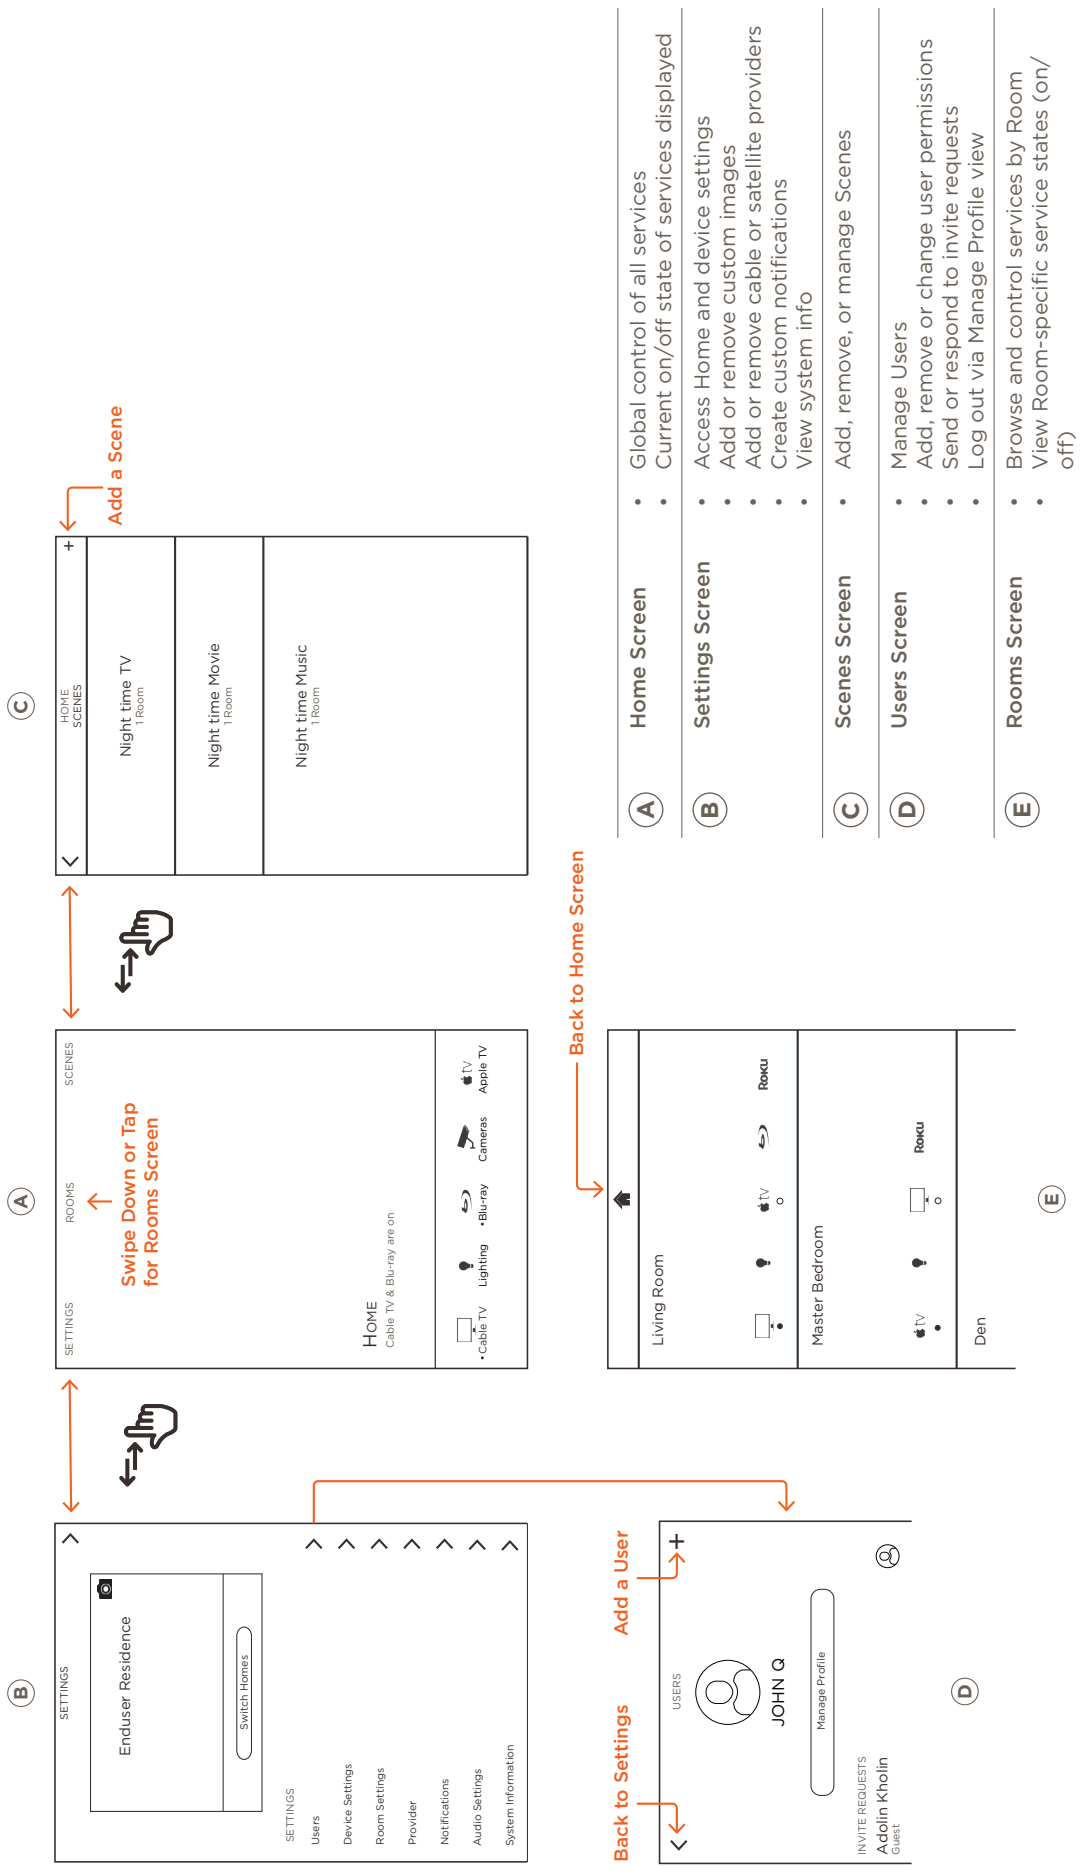 B
SETTINGS
Enduser Residence
Switch Homes
SETTINGS
Users
Device Settings
Room Settings
Provider
Notifications
Audio Settings
System Information
A
SETTINGS
ROOMS
SCENES
Swipe Down or Tap
for Rooms Screen
HOME
Cable TV & Blu-ray are on
• Cable TV
Lighting
• Blu-ray
Cameras
tv
Apple TV
C
HOME
SCENES
+
Add a Scene
Night time TV
1 Room
Night time Movie
1 Room
Night time Music
1 Room
Back to Settings
Add a User
USERS
+
JOHN Q
Manage Profile
INVITE REQUESTS
Adolin Kholin
Guest
D
Back to Home Screen
Living Room
tv
Roku
Master Bedroom
tv
Roku
Den
E
A Home Screen
• Global control of all services
• Current on/off state of services displayed
B Settings Screen
• Access Home and device settings
• Add or remove custom images
• Add or remove cable or satellite providers
• Create custom notifications
• View system info
C Scenes Screen
• Add, remove, or manage Scenes
D Users Screen
• Manage Users
• Add, remove or change user permissions
• Send or respond to invite requests
• Log out via Manage Profile view
E Rooms Screen
• Browse and control services by Room
• View Room-specific service states (on/
off)